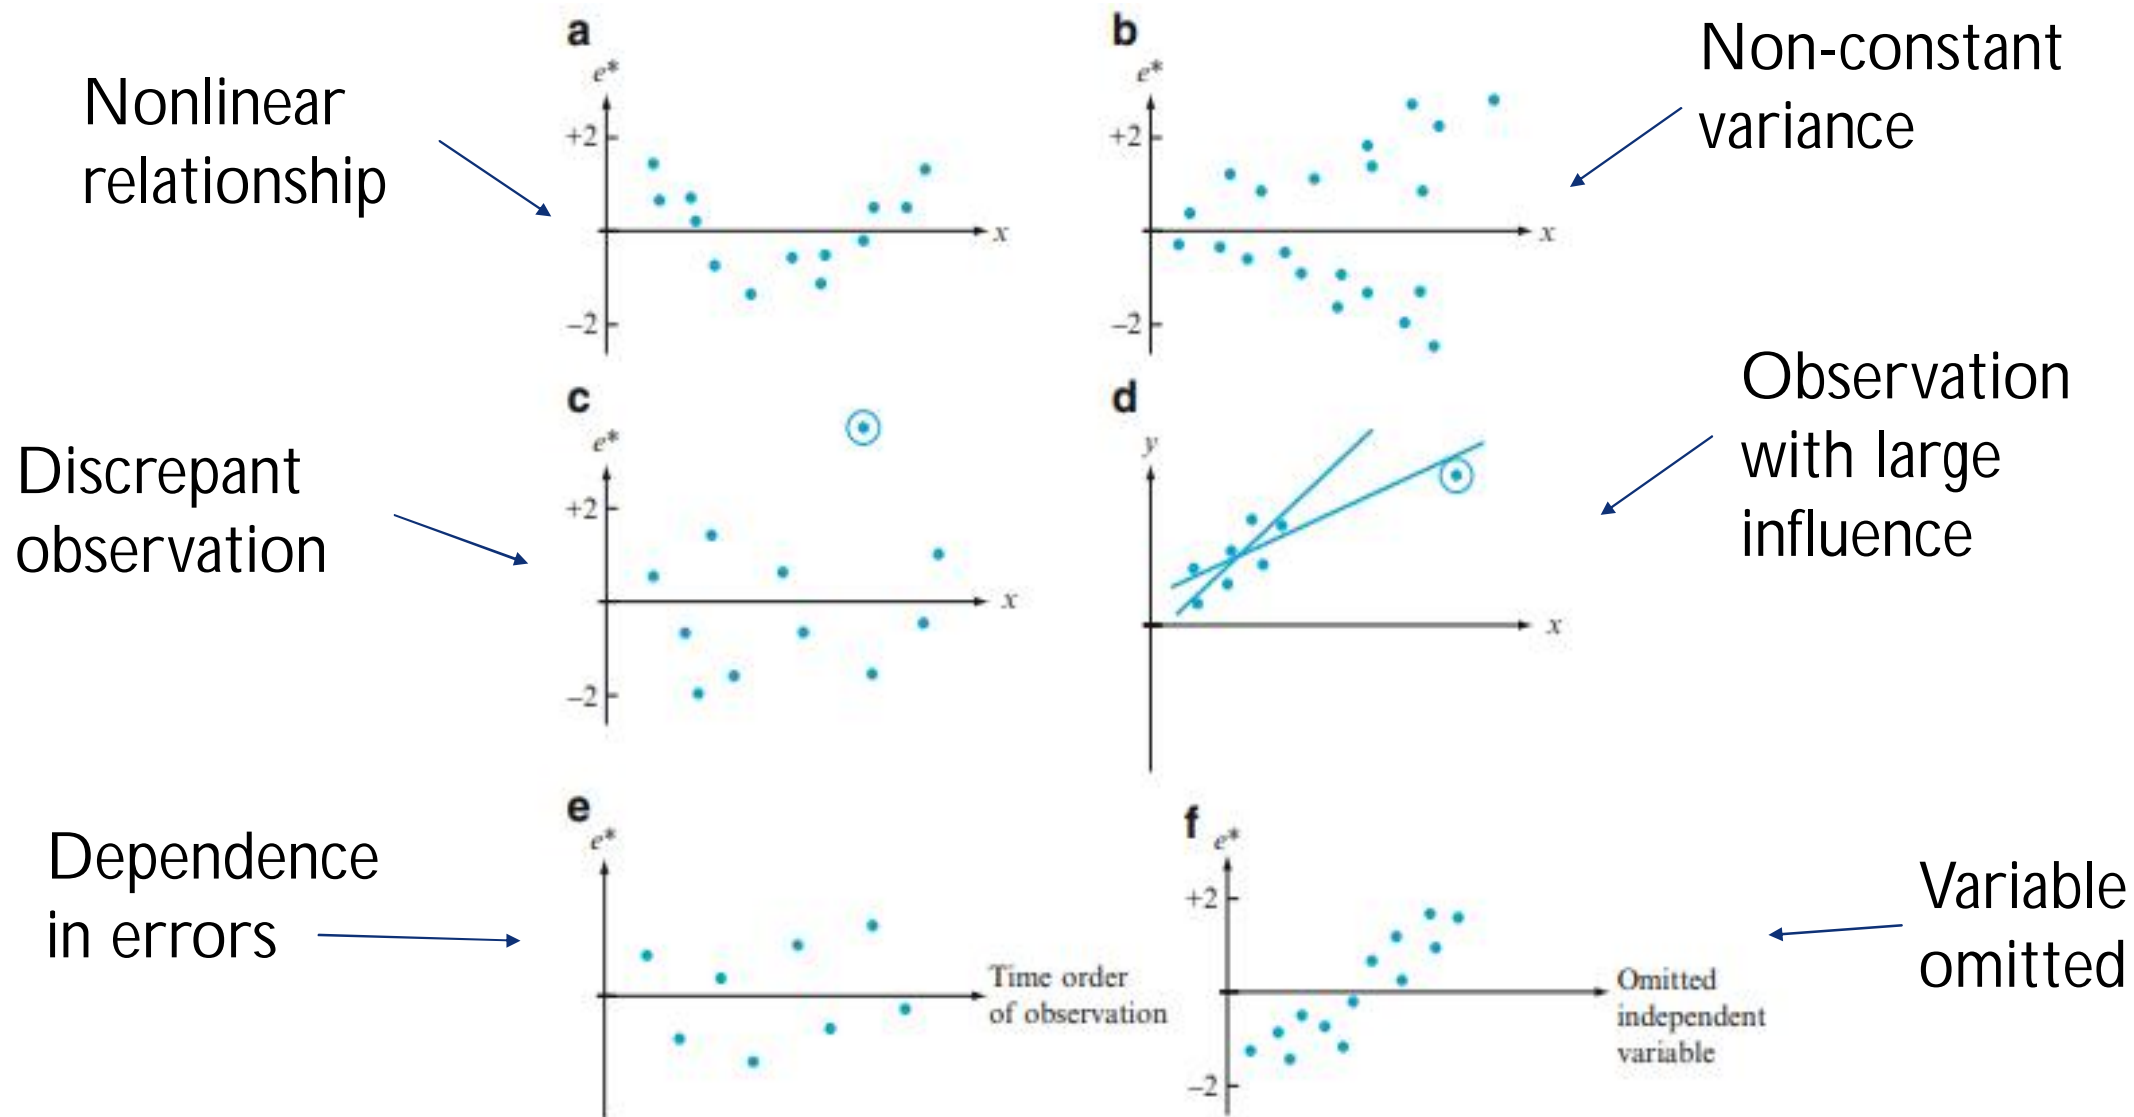 Nonlinear
relationship
a
e*
+2
x
–2
b
e*
+2
x
–2
Non-constant
variance
Discrepant
observation
c
e*
+2
x
–2
d
y
x
Observation
with large
influence
Dependence
in errors
e
e*
Time order
of observation
f
e*
+2
Omitted
independent
variable
–2
Variable
omitted